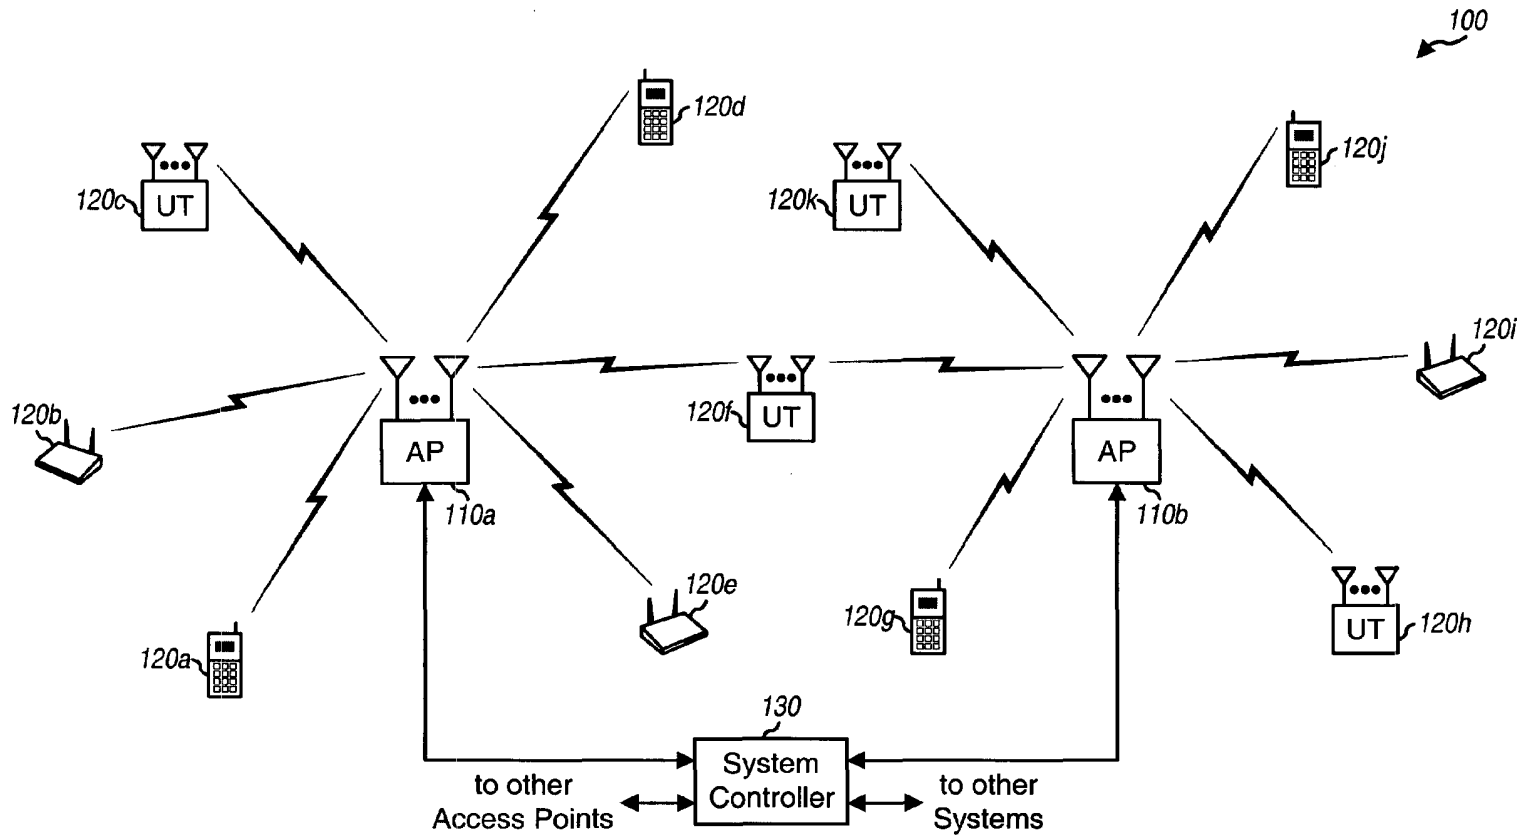 100
120d
120j
120c
UT
120k
UT
120i
120b
120f
UT
AP
AP
110a
110b
120e
120g
120h
UT
120a
130
System
Controller
to other
Access Points
to other
Systems